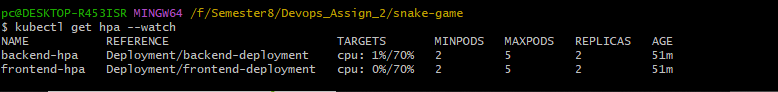 pc@DESKTOP-R453ISR MINGW64 /f/Semester8/Devops_Assign_2/snake-game
$ kubectl get hpa --watch
NAME REFERENCE TARGETS MINPODS MAXPODS REPLICAS AGE
backend-hpa Deployment/backend-deployment cpu: 1%/70% 2 5 2 51m
frontend-hpa Deployment/frontend-deployment cpu: 0%/70% 2 5 2 51m